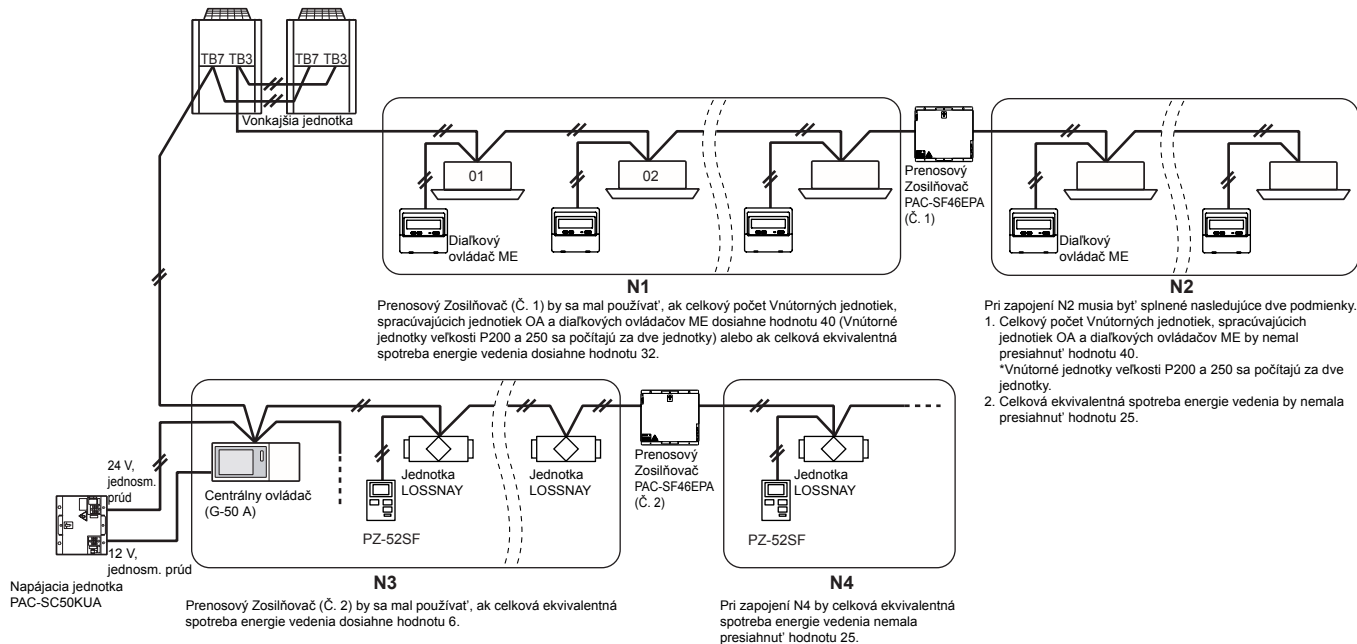 TB7 TB3
TB7 TB3
Vonkajšia jednotka
01
02
Diaľkový
ovládač ME
Prenosový
Zosilňovač
PAC-SF46EPA
(Č. 1)
Diaľkový
ovládač ME
N1
Prenosový Zosilňovač (Č. 1) by sa mal používať, ak celkový počet Vnútorných jednotiek,
spracúvajúcich jednotiek OA a diaľkových ovládačov ME dosiahne hodnotu 40 (Vnútorné
jednotky veľkosti P200 a 250 sa počítajú za dve jednotky) alebo ak celková ekvivalentná
spotreba energie vedenia dosiahne hodnotu 32.
N2
Pri zapojení N2 musia byť splnené nasledujúce dve podmienky.
1. Celkový počet Vnútorných jednotiek, spracúvajúcich
jednotiek OA a diaľkových ovládačov ME by nemal
presiahnuť hodnotu 40.
*Vnútorné jednotky veľkosti P200 a 250 sa počítajú za dve
jednotky.
2. Celková ekvivalentná spotreba energie vedenia by nemala
presiahnuť hodnotu 25.
24 V,
jednosm.
prúd
12 V,
jednosm. prúd
Napájacia jednotka
PAC-SC50KUA
Centrálny ovládač
(G-50 A)
PZ-52SF
Jednotka
LOSSNAY
Jednotka
LOSSNAY
Prenosový
Zosilňovač
PAC-SF46EPA
(Č. 2)
PZ-52SF
Jednotka
LOSSNAY
N3
Prenosový Zosilňovač (Č. 2) by sa mal používať, ak celková ekvivalentná
spotreba energie vedenia dosiahne hodnotu 6.
N4
Pri zapojení N4 by celková ekvivalentná
spotreba energie vedenia nemala
presiahnuť hodnotu 25.